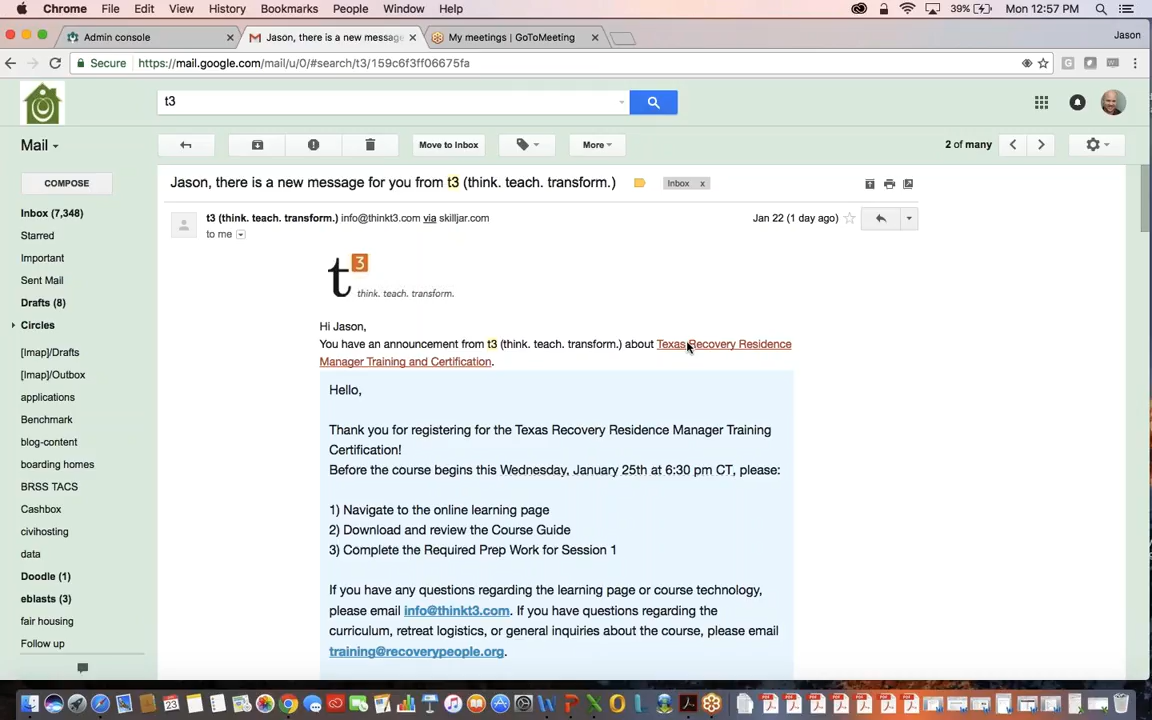 Chrome File Edit View History Bookmarks People Window Help 39% Mon 12:57 PM
Admin console Jason, there is a new message My meetings | GoToMeeting Jason
Secure https://mail.google.com/mail/u/0/#search/t3/159c6f3ff06675fa
t3
Mail Move to Inbox More 2 of many
COMPOSE
Inbox (7,348)
Starred
Important
Sent Mail
Drafts (8)
Circles
[Imap]/Drafts
[Imap]/Outbox
applications
Benchmark
blog-content
boarding homes
BRSS TACS
Cashbox
civihosting
data
Doodle (1)
eblasts (3)
fair housing
Follow up
Jason, there is a new message for you from t3 (think. teach. transform.) Inbox x
t3 (think. teach. transform.) info@thinkt3.com via skilljar.com Jan 22 (1 day ago)
to me
t3
think. teach. transform.
Hi Jason,
You have an announcement from t3 (think. teach. transform.) about Texas Recovery Residence
Manager Training and Certification.
Hello,
Thank you for registering for the Texas Recovery Residence Manager Training
Certification!
Before the course begins this Wednesday, January 25th at 6:30 pm CT, please:
1) Navigate to the online learning page
2) Download and review the Course Guide
3) Complete the Required Prep Work for Session 1
If you have any questions regarding the learning page or course technology,
please email info@thinkt3.com. If you have questions regarding the
curriculum, retreat logistics, or general inquiries about the course, please email
training@recoverypeople.org.
23